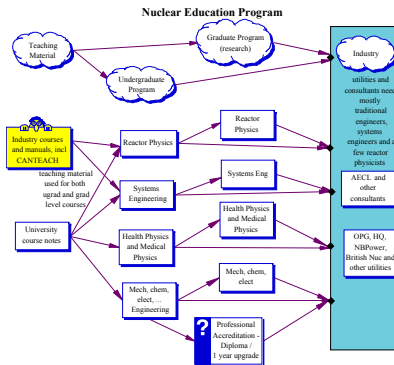 Nuclear Education Program
Teaching
Material
Graduate Program
(research)
Industry
Undergraduate
Program
utilities and
consultants need
mostly
traditional
engineers,
systems
engineers and a
few reactor
physicists
Industry courses
and manuals, incl
CANTEACH
Reactor Physics
Reactor
Physics
teaching material
used for both
ugrad and grad
level courses
Systems
Engineering
Systems Eng
AECL and
other
consultants
University
course notes
Health Physics
and Medical
Physics
Health Physics
and Medical
Physics
OPG, HQ,
NBPower,
British Nuc and
other utilities
Mech, chem,
elect, ...
Engineering
Mech, chem,
elect
?
Professional
Accreditation -
Diploma /
1 year upgrade